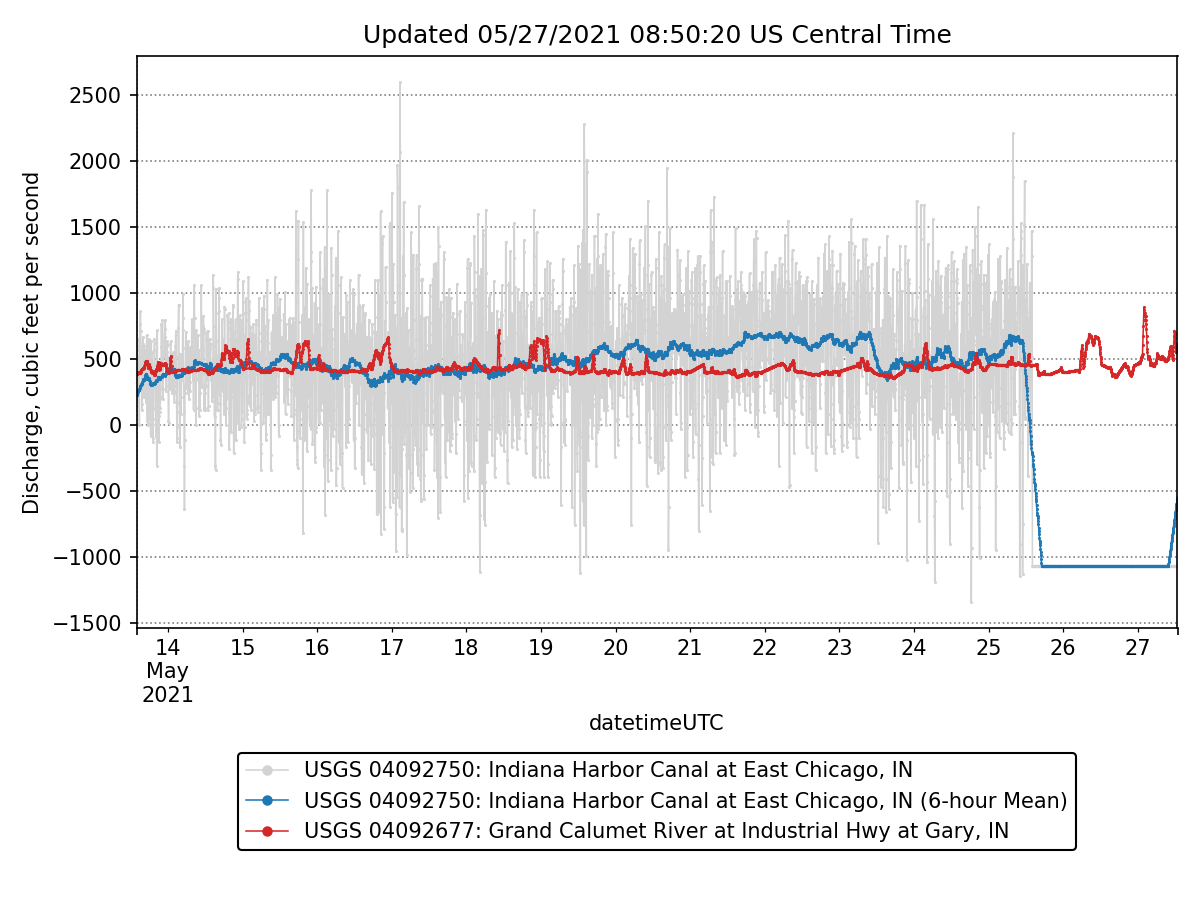 Updated 05/27/2021 08:50:20 US Central Time
Discharge, cubic feet per second
2500
2000
1500
1000
500
0
−500
−1000
−1500
14 15 16 17 18 19 20 21 22 23 24 25 26 27
May
2021
datetimeUTC
USGS 04092750: Indiana Harbor Canal at East Chicago, IN
USGS 04092750: Indiana Harbor Canal at East Chicago, IN (6-hour Mean)
USGS 04092677: Grand Calumet River at Industrial Hwy at Gary, IN